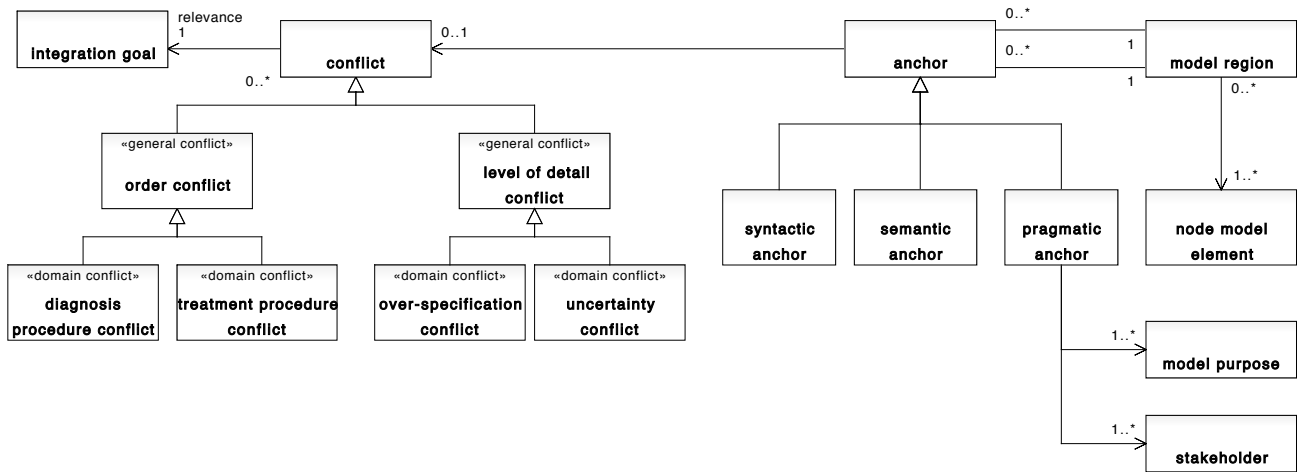 relevance
1
integration goal
0..1
conflict
0..*
0..*
anchor
0..*
1
1
model region
0..*
«general conflict»
order conflict
«general conflict»
level of detail
conflict
1..*
syntactic
anchor
semantic
anchor
pragmatic
anchor
node model
element
«domain conflict»
diagnosis
procedure conflict
«domain conflict»
treatment procedure
conflict
«domain conflict»
over-specification
conflict
«domain conflict»
uncertainty
conflict
1..*
model purpose
1..*
stakeholder